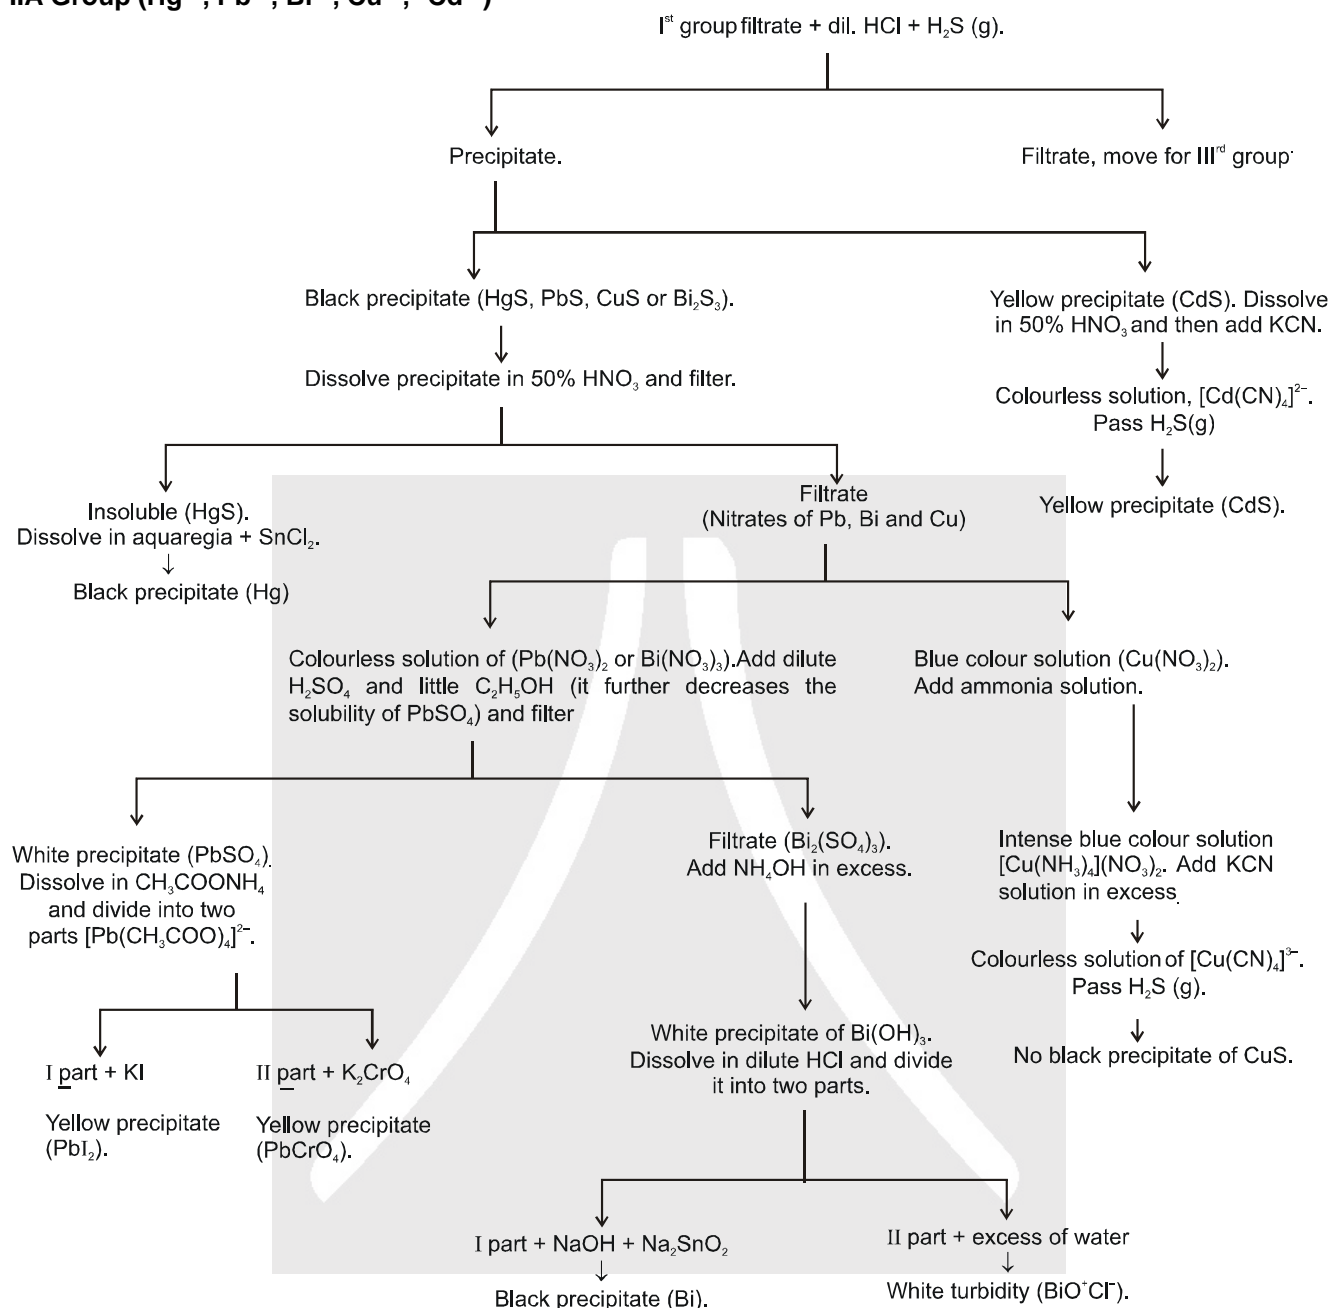 IIA Group (Hg²⁺, Pb²⁺, Bi³⁺, Cu²⁺, Cd²⁺)
Iˢᵗ group filtrate + dil. HCl + H₂S (g).
Precipitate.
Filtrate, move for IIIʳᵈ group.
Black precipitate (HgS, PbS, CuS or Bi₂S₃).
Yellow precipitate (CdS). Dissolve
in 50% HNO₃ and then add KCN.
Dissolve precipitate in 50% HNO₃ and filter.
Colourless solution, [Cd(CN)₄]²⁻.
Pass H₂S(g)
Yellow precipitate (CdS).
Insoluble (HgS).
Dissolve in aquaregia + SnCl₂.
↓
Black precipitate (Hg)
Filtrate
(Nitrates of Pb, Bi and Cu)
Colourless solution of (Pb(NO₃)₂ or Bi(NO₃)₃).Add dilute
H₂SO₄ and little C₂H₅OH (it further decreases the
solubility of PbSO₄) and filter
Blue colour solution (Cu(NO₃)₂).
Add ammonia solution.
White precipitate (PbSO₄).
Dissolve in CH₃COONH₄
and divide into two
parts [Pb(CH₃COO)₄]²⁻.
Filtrate (Bi₂(SO₄)₃).
Add NH₄OH in excess.
Intense blue colour solution
[Cu(NH₃)₄](NO₃)₂. Add KCN
solution in excess.
Colourless solution of [Cu(CN)₄]³⁻.
Pass H₂S (g).
No black precipitate of CuS.
White precipitate of Bi(OH)₃.
Dissolve in dilute HCl and divide
it into two parts.
I part + KI
Yellow precipitate
(PbI₂).
II part + K₂CrO₄
Yellow precipitate
(PbCrO₄).
I part + NaOH + Na₂SnO₂
↓
Black precipitate (Bi).
II part + excess of water
↓
White turbidity (BiO⁺Cl⁻).